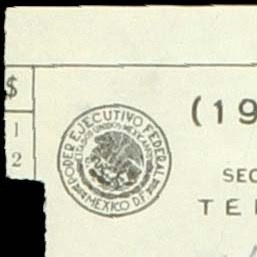 $
1
2
PODER EJECUTIVO FEDERAL
ESTADOS UNIDOS MEXICANOS
MEXICO D.F.
(19
SEC
TE